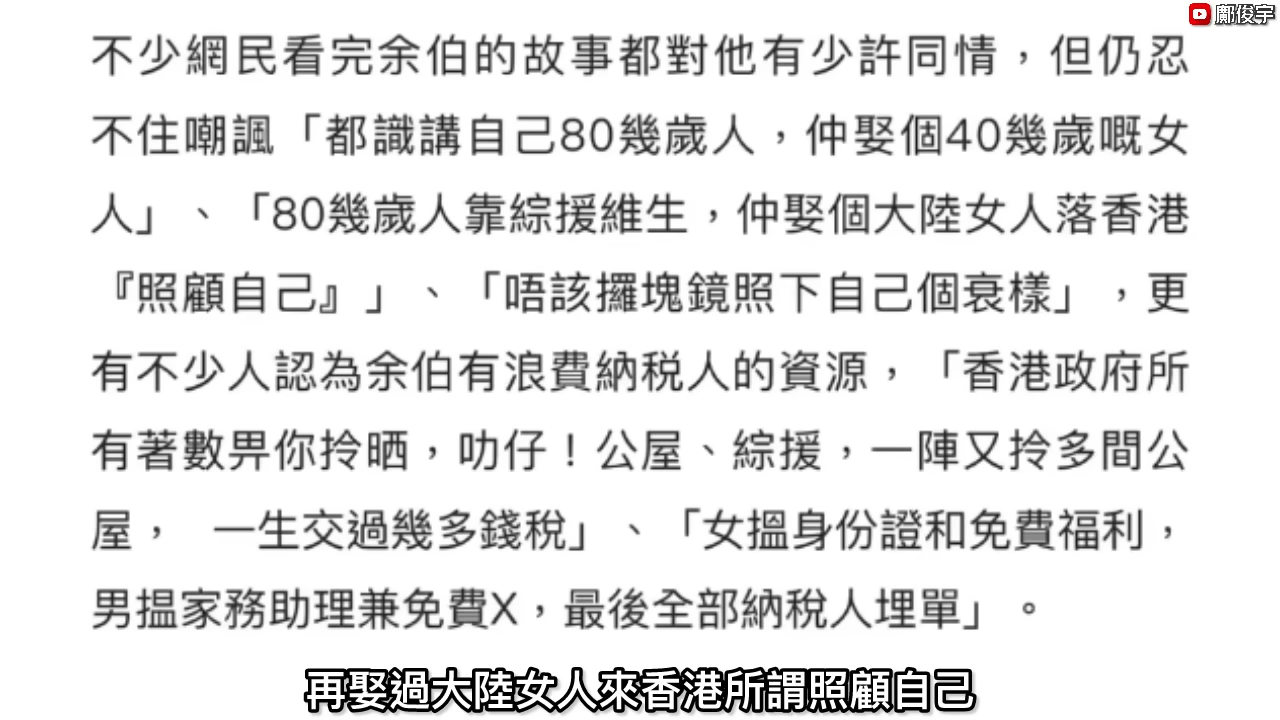 鄺俊宇
不少網民看完余伯的故事都對他有少許同情，但仍忍
不住嘲諷「都識講自己80幾歲人，仲娶個40幾歲嘅女
人」、「80幾歲人靠綜援維生，仲娶個大陸女人落香港
『照顧自己』」、「唔該攞塊鏡照下自己個衰樣」，更
有不少人認為余伯有浪費納税人的資源，「香港政府所
有著數畀你拎晒，叻仔！公屋、綜援，一陣又拎多間公
屋， 一生交過幾多錢稅」、「女搵身份證和免費福利，
男揾家務助理兼免費X，最後全部納稅人埋單」。
再娶過大陸女人來香港所謂照顧自己